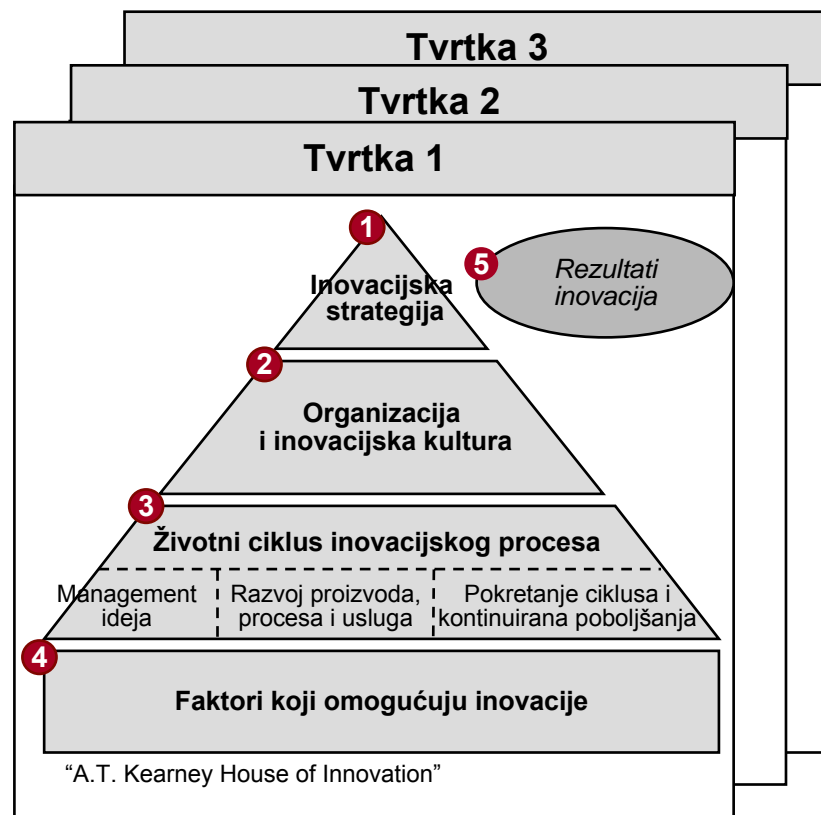 Tvrtka 3
Tvrtka 2
Tvrtka 1
1
Inovacijska
strategija
5
Rezultati
inovacija
2
Organizacija
i inovacijska kultura
3
Životni ciklus inovacijskog procesa
Management
ideja
Razvoj proizvoda,
procesa i usluga
Pokretanje ciklusa i
kontinuirana poboljšanja
4
Faktori koji omogućuju inovacije
“A.T. Kearney House of Innovation”